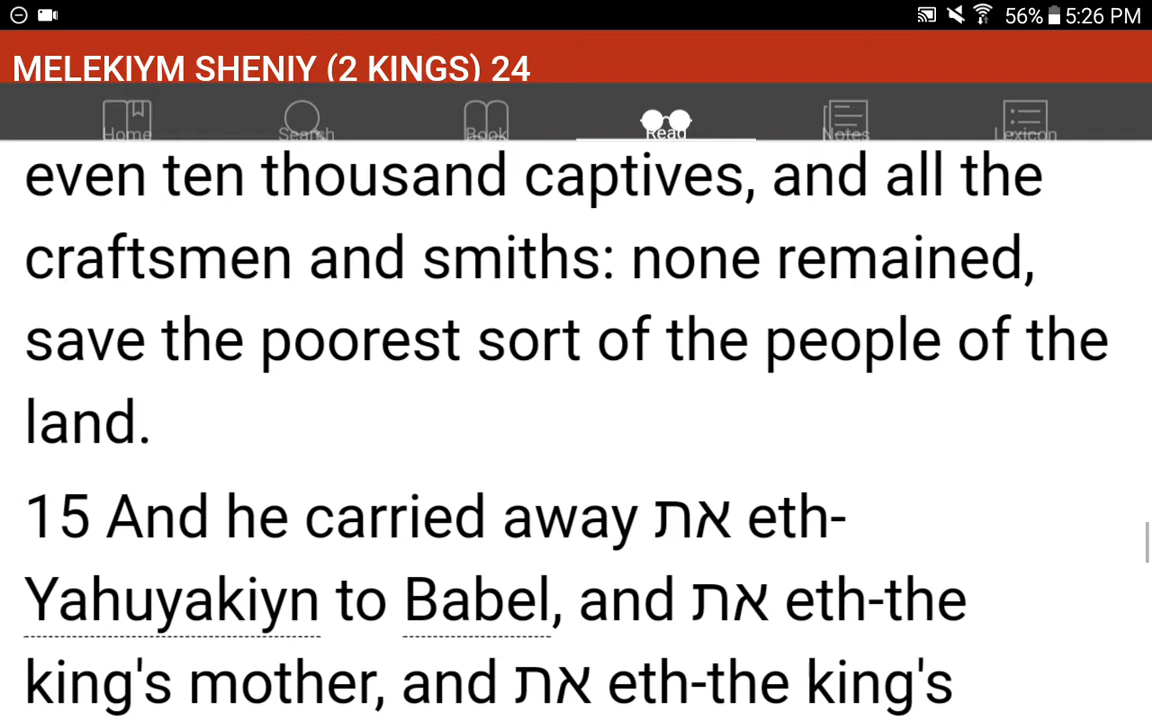 56% 5:26 PM
MELEKIYM SHENIY (2 KINGS) 24
Home Search Book Read Notes Lexicon
even ten thousand captives, and all the
craftsmen and smiths: none remained,
save the poorest sort of the people of the
land.
15 And he carried away את eth-
Yahuyakiyn to Babel, and את eth-the
king's mother, and את eth-the king's